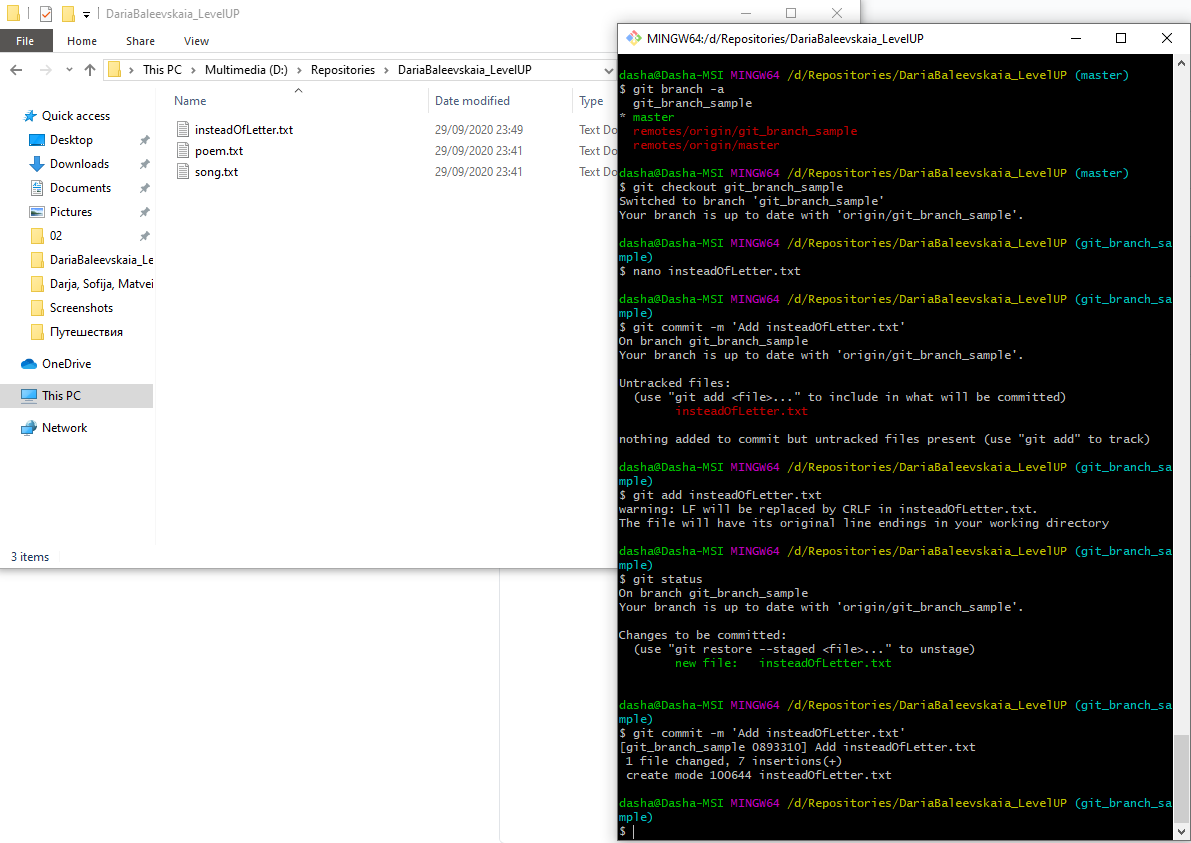 DariaBaleevskaia_LevelUP
File Home Share View
This PC Multimedia (D:) Repositories DariaBaleevskaia_LevelUP
Quick access
Desktop
Downloads
Documents
Pictures
02
DariaBaleevskaia_Le
Darja, Sofija, Matvei
Screenshots
Путешествия
OneDrive
This PC
Network
Name Date modified Type
insteadOfLetter.txt 29/09/2020 23:49 Text Do
poem.txt 29/09/2020 23:41 Text Do
song.txt 29/09/2020 23:41 Text Do
3 items
MINGW64:/d/Repositories/DariaBaleevskaia_LevelUP
dasha@Dasha-MSI MINGW64 /d/Repositories/DariaBaleevskaia_LevelUP (master)
$ git branch -a
  git_branch_sample
* master
  remotes/origin/git_branch_sample
  remotes/origin/master
dasha@Dasha-MSI MINGW64 /d/Repositories/DariaBaleevskaia_LevelUP (master)
$ git checkout git_branch_sample
Switched to branch 'git_branch_sample'
Your branch is up to date with 'origin/git_branch_sample'.
dasha@Dasha-MSI MINGW64 /d/Repositories/DariaBaleevskaia_LevelUP (git_branch_sa
mple)
$ nano insteadOfLetter.txt
dasha@Dasha-MSI MINGW64 /d/Repositories/DariaBaleevskaia_LevelUP (git_branch_sa
mple)
$ git commit -m 'Add insteadOfLetter.txt'
On branch git_branch_sample
Your branch is up to date with 'origin/git_branch_sample'.
Untracked files:
  (use "git add <file>..." to include in what will be committed)
        insteadOfLetter.txt
nothing added to commit but untracked files present (use "git add" to track)
dasha@Dasha-MSI MINGW64 /d/Repositories/DariaBaleevskaia_LevelUP (git_branch_sa
mple)
$ git add insteadOfLetter.txt
warning: LF will be replaced by CRLF in insteadOfLetter.txt.
The file will have its original line endings in your working directory
dasha@Dasha-MSI MINGW64 /d/Repositories/DariaBaleevskaia_LevelUP (git_branch_sa
mple)
$ git status
On branch git_branch_sample
Your branch is up to date with 'origin/git_branch_sample'.
Changes to be committed:
  (use "git restore --staged <file>..." to unstage)
        new file:   insteadOfLetter.txt
dasha@Dasha-MSI MINGW64 /d/Repositories/DariaBaleevskaia_LevelUP (git_branch_sa
mple)
$ git commit -m 'Add insteadOfLetter.txt'
[git_branch_sample 0893310] Add insteadOfLetter.txt
 1 file changed, 7 insertions(+)
 create mode 100644 insteadOfLetter.txt
dasha@Dasha-MSI MINGW64 /d/Repositories/DariaBaleevskaia_LevelUP (git_branch_sa
mple)
$